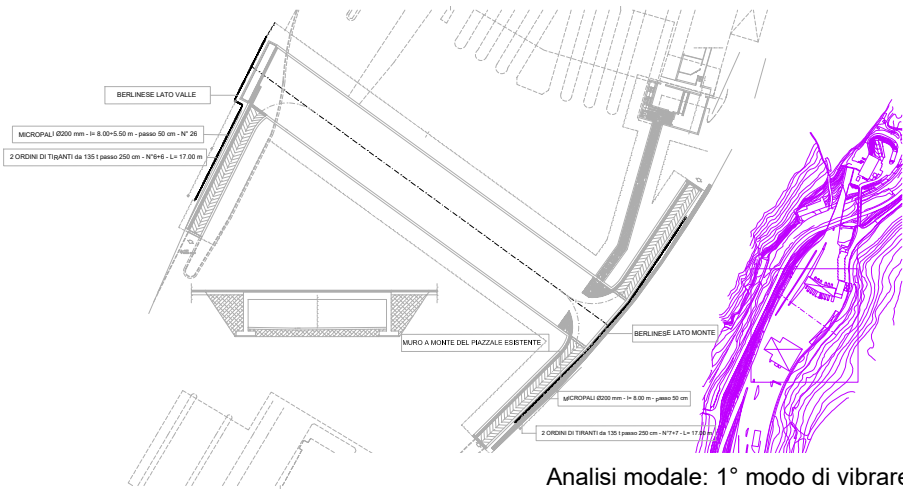 BERLINESE LATO VALLE
MICROPALI Ø200 mm - l= 8.00÷5.50 m - passo 50 cm - N° 26
2 ORDINI DI TIRANTI da 135 t passo 250 cm - N°6+6 - L= 17.00 m
BERLINESE LATO MONTE
MURO A MONTE DEL PIAZZALE ESISTENTE
MICROPALI Ø200 mm - l= 8.00 m - passo 50 cm
2 ORDINI DI TIRANTI da 135 t passo 250 cm - N°7+7 - L= 17.00 m
Analisi modale: 1° modo di vibrare